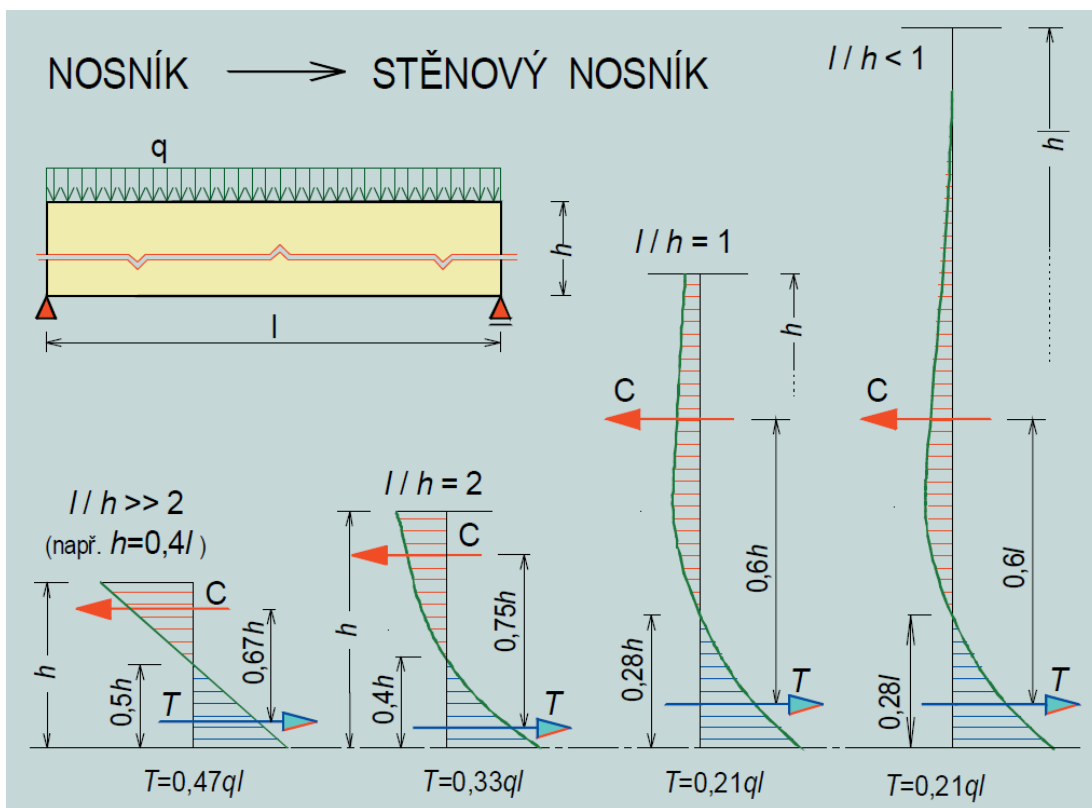 NOSNÍK STĚNOVÝ NOSNÍK
q
h
l
l / h >> 2
(např. h=0,4l )
h
0,5h
C
0,67h
T
T=0,47ql
l / h = 2
h
0,4h
C
0,75h
T
T=0,33ql
l / h = 1
h
C
0,6h
0,28h
T
T=0,21ql
l / h < 1
h
C
0,6l
0,28l
T
T=0,21ql